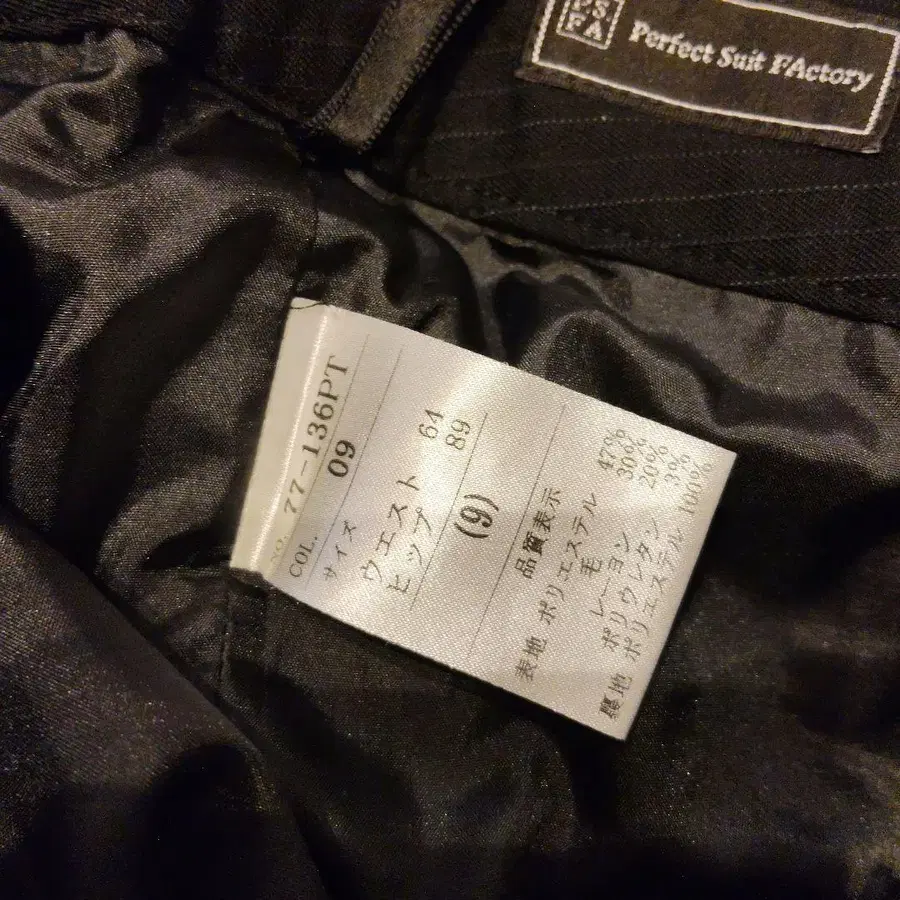 P.S.
FA
Perfect Suit FActory
NO. 77-136PT
COL. 09
サイズ
ウエスト 64
ヒップ 89
(9)
品質表示
表地 ポリエステル 47%
毛 30%
レーヨン 20%
ポリウレタン 3%
裏地 ポリエステル 100%